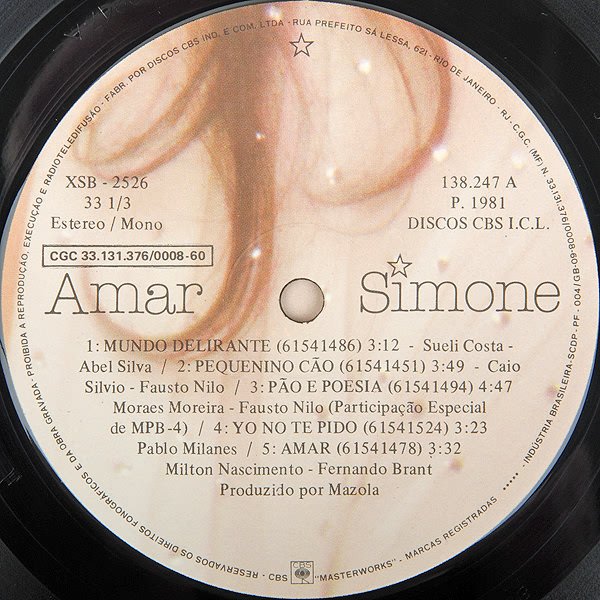 RESERVADOS OS DIREITOS FONOGRÁFICOS E DA OBRA GRAVADA - PROIBIDA A REPRODUÇÃO, EXECUÇÃO E RADIOTELEDIFUSÃO - FABR. POR DISCOS CBS IND. E COM. LTDA - RUA PREFEITO SÁ LESSA, 621 - RIO DE JANEIRO - RJ - C.G.C. (MF) N. 33.131.376/0008-60 - SCDP - PF - 004/GB - INDÚSTRIA BRASILEIRA
XSB - 2526
33 1/3
Estereo / Mono
138.247 A
P. 1981
DISCOS CBS I.C.L.
CGC 33.131.376/0008-60
Amar
Simone
1: MUNDO DELIRANTE (61541486) 3:12 - Sueli Costa -
Abel Silva / 2: PEQUENINO CÃO (61541451) 3:49 - Caio
Silvio - Fausto Nilo / 3: PÃO E POESIA (61541494) 4:47
Moraes Moreira - Fausto Nilo (Participação Especial
de MPB-4) / 4: YO NO TE PIDO (61541524) 3:23
Pablo Milanes / 5: AMAR (61541478) 3:32
Milton Nascimento - Fernando Brant
Produzido por Mazola
- CBS CBS "MASTERWORKS" - MARCAS REGISTRADAS